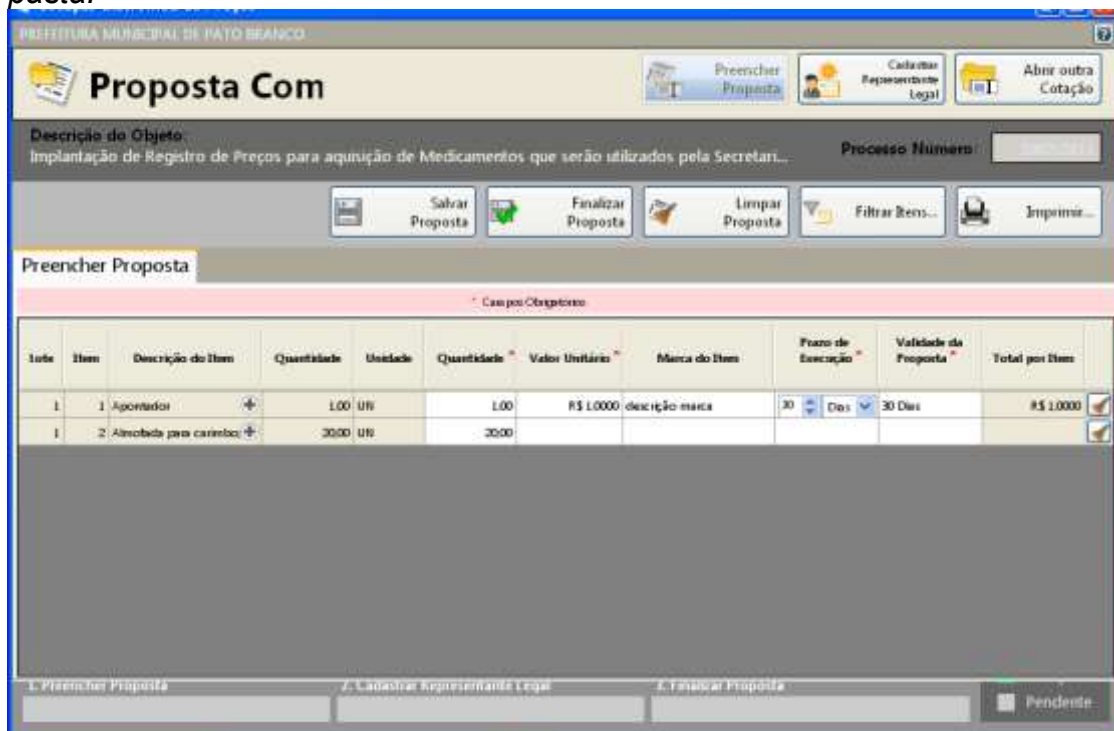 pasta.
PREFEITURA MUNICIPAL DE PATO BRANCO
Proposta Com
Preencher
Proposta
Cadastrar
Representante
Legal
Abrir outra
Cotação
Descrição do Objeto:
Implantação de Registro de Preços para aquisição de Medicamentos que serão utilizados pela Secretari...
Processo Número:
Salvar
Proposta
Finalizar
Proposta
Limpar
Proposta
Filtrar Itens...
Imprimir...
Preencher Proposta
* Campos Obrigatórios
Lote Item Descrição do Item Quantidade Unidade Quantidade * Valor Unitário * Marca do Item Prazo de Execução * Validade da Proposta * Total por Item
1 1 Apontador 1,00 UN 1,00 R$ 1,0000 descrição marca 30 Dias 30 Dias R$ 1,0000
1 2 Almofada para carimbo; 20,00 UN 20,00
1. Preencher Proposta 2. Cadastrar Representante Legal 3. Finalizar Proposta
Pendente